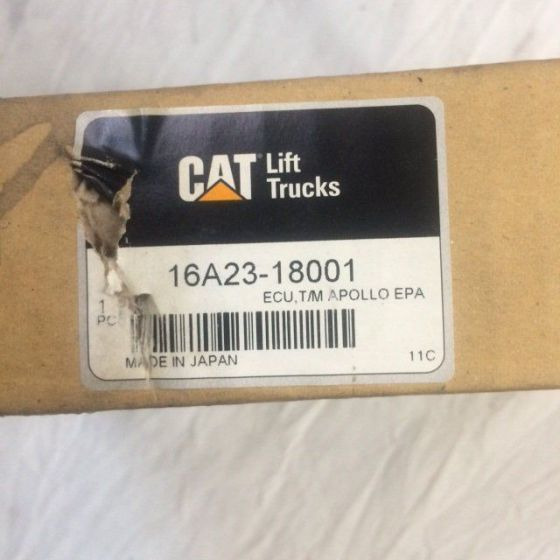 CAT Lift
Trucks
16A23-18001
ECU,T/M APOLLO EPA
1
PC
MADE IN JAPAN
11C